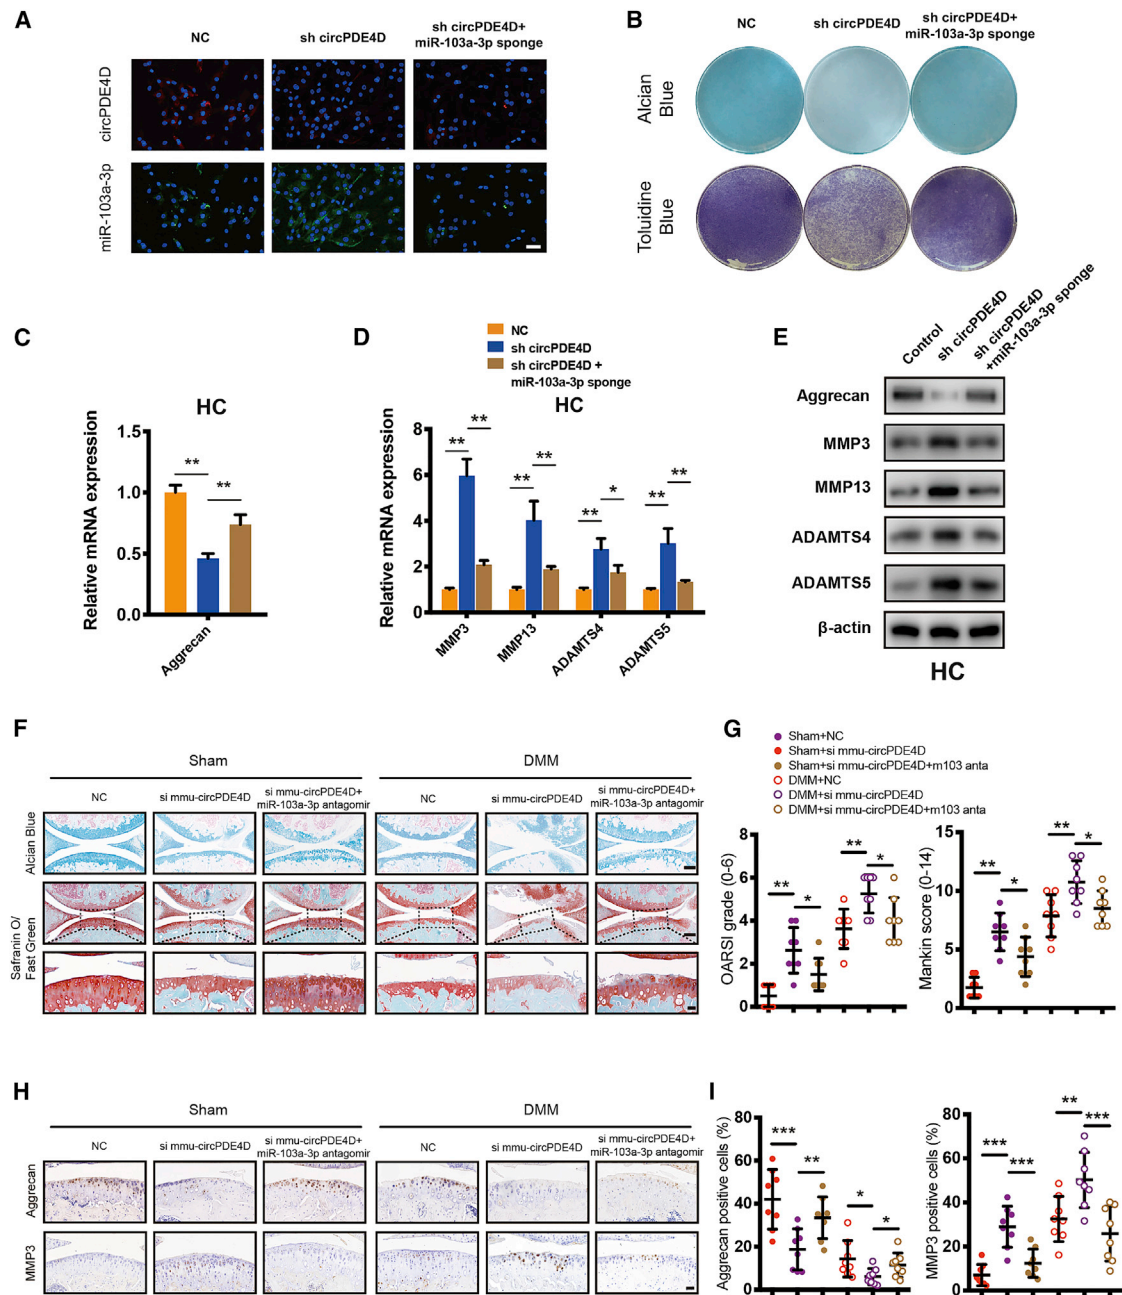 A
NC
sh circPDE4D
sh circPDE4D+
miR-103a-3p sponge
circPDE4D
miR-103a-3p
B
NC
sh circPDE4D
sh circPDE4D+
miR-103a-3p sponge
Alcian
Blue
Toluidine
Blue
C
HC
Relative mRNA expression
1.5
1.0
0.5
0.0
**
**
Aggrecan
D
NC
sh circPDE4D
sh circPDE4D +
miR-103a-3p sponge
HC
Relative mRNA expression
8
6
4
2
0
**
**
**
**
**
*
**
**
MMP3
MMP13
ADAMTS4
ADAMTS5
E
Control
sh circPDE4D
sh circPDE4D
+miR-103a-3p sponge
Aggrecan
MMP3
MMP13
ADAMTS4
ADAMTS5
β-actin
HC
F
Sham
DMM
NC
si mmu-circPDE4D
si mmu-circPDE4D+
miR-103a-3p antagomir
NC
si mmu-circPDE4D
si mmu-circPDE4D+
miR-103a-3p antagomir
Alcian Blue
Safranin O/
Fast Green
G
Sham+NC
Sham+si mmu-circPDE4D
Sham+si mmu-circPDE4D+m103 anta
DMM+NC
DMM+si mmu-circPDE4D
DMM+si mmu-circPDE4D+m103 anta
OARSI grade (0-6)
8
6
4
2
0
**
*
**
*
Mankin score (0-14)
15
10
5
0
**
*
**
*
H
Sham
DMM
NC
si mmu-circPDE4D
si mmu-circPDE4D+
miR-103a-3p antagomir
NC
si mmu-circPDE4D
si mmu-circPDE4D+
miR-103a-3p antagomir
Aggrecan
MMP3
I
Aggrecan positive cells (%)
80
60
40
20
0
***
**
*
*
MMP3 positive cells (%)
80
60
40
20
0
***
***
**
***